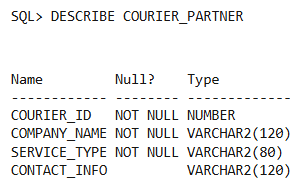 SQL> DESCRIBE COURIER_PARTNER
Name         Null?    Type
------------ -------- -------------
COURIER_ID   NOT NULL NUMBER
COMPANY_NAME NOT NULL VARCHAR2(120)
SERVICE_TYPE NOT NULL VARCHAR2(80)
CONTACT_INFO          VARCHAR2(120)